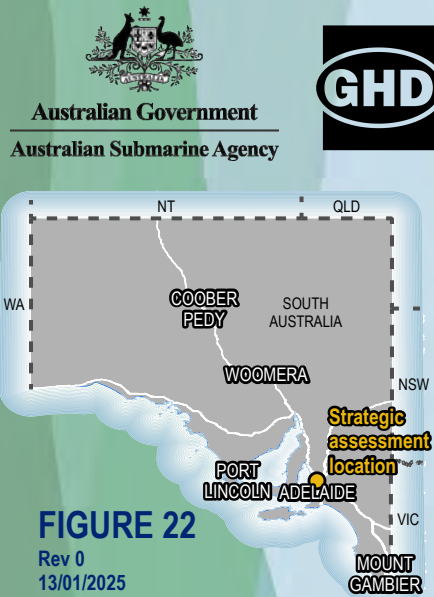 AUSTRALIA
Australian Government
Australian Submarine Agency
GHD
NT
QLD
WA
COOBER
PEDY
SOUTH
AUSTRALIA
WOOMERA
NSW
Strategic
assessment
location
PORT
LINCOLN
ADELAIDE
VIC
MOUNT
GAMBIER
FIGURE 22
Rev 0
13/01/2025